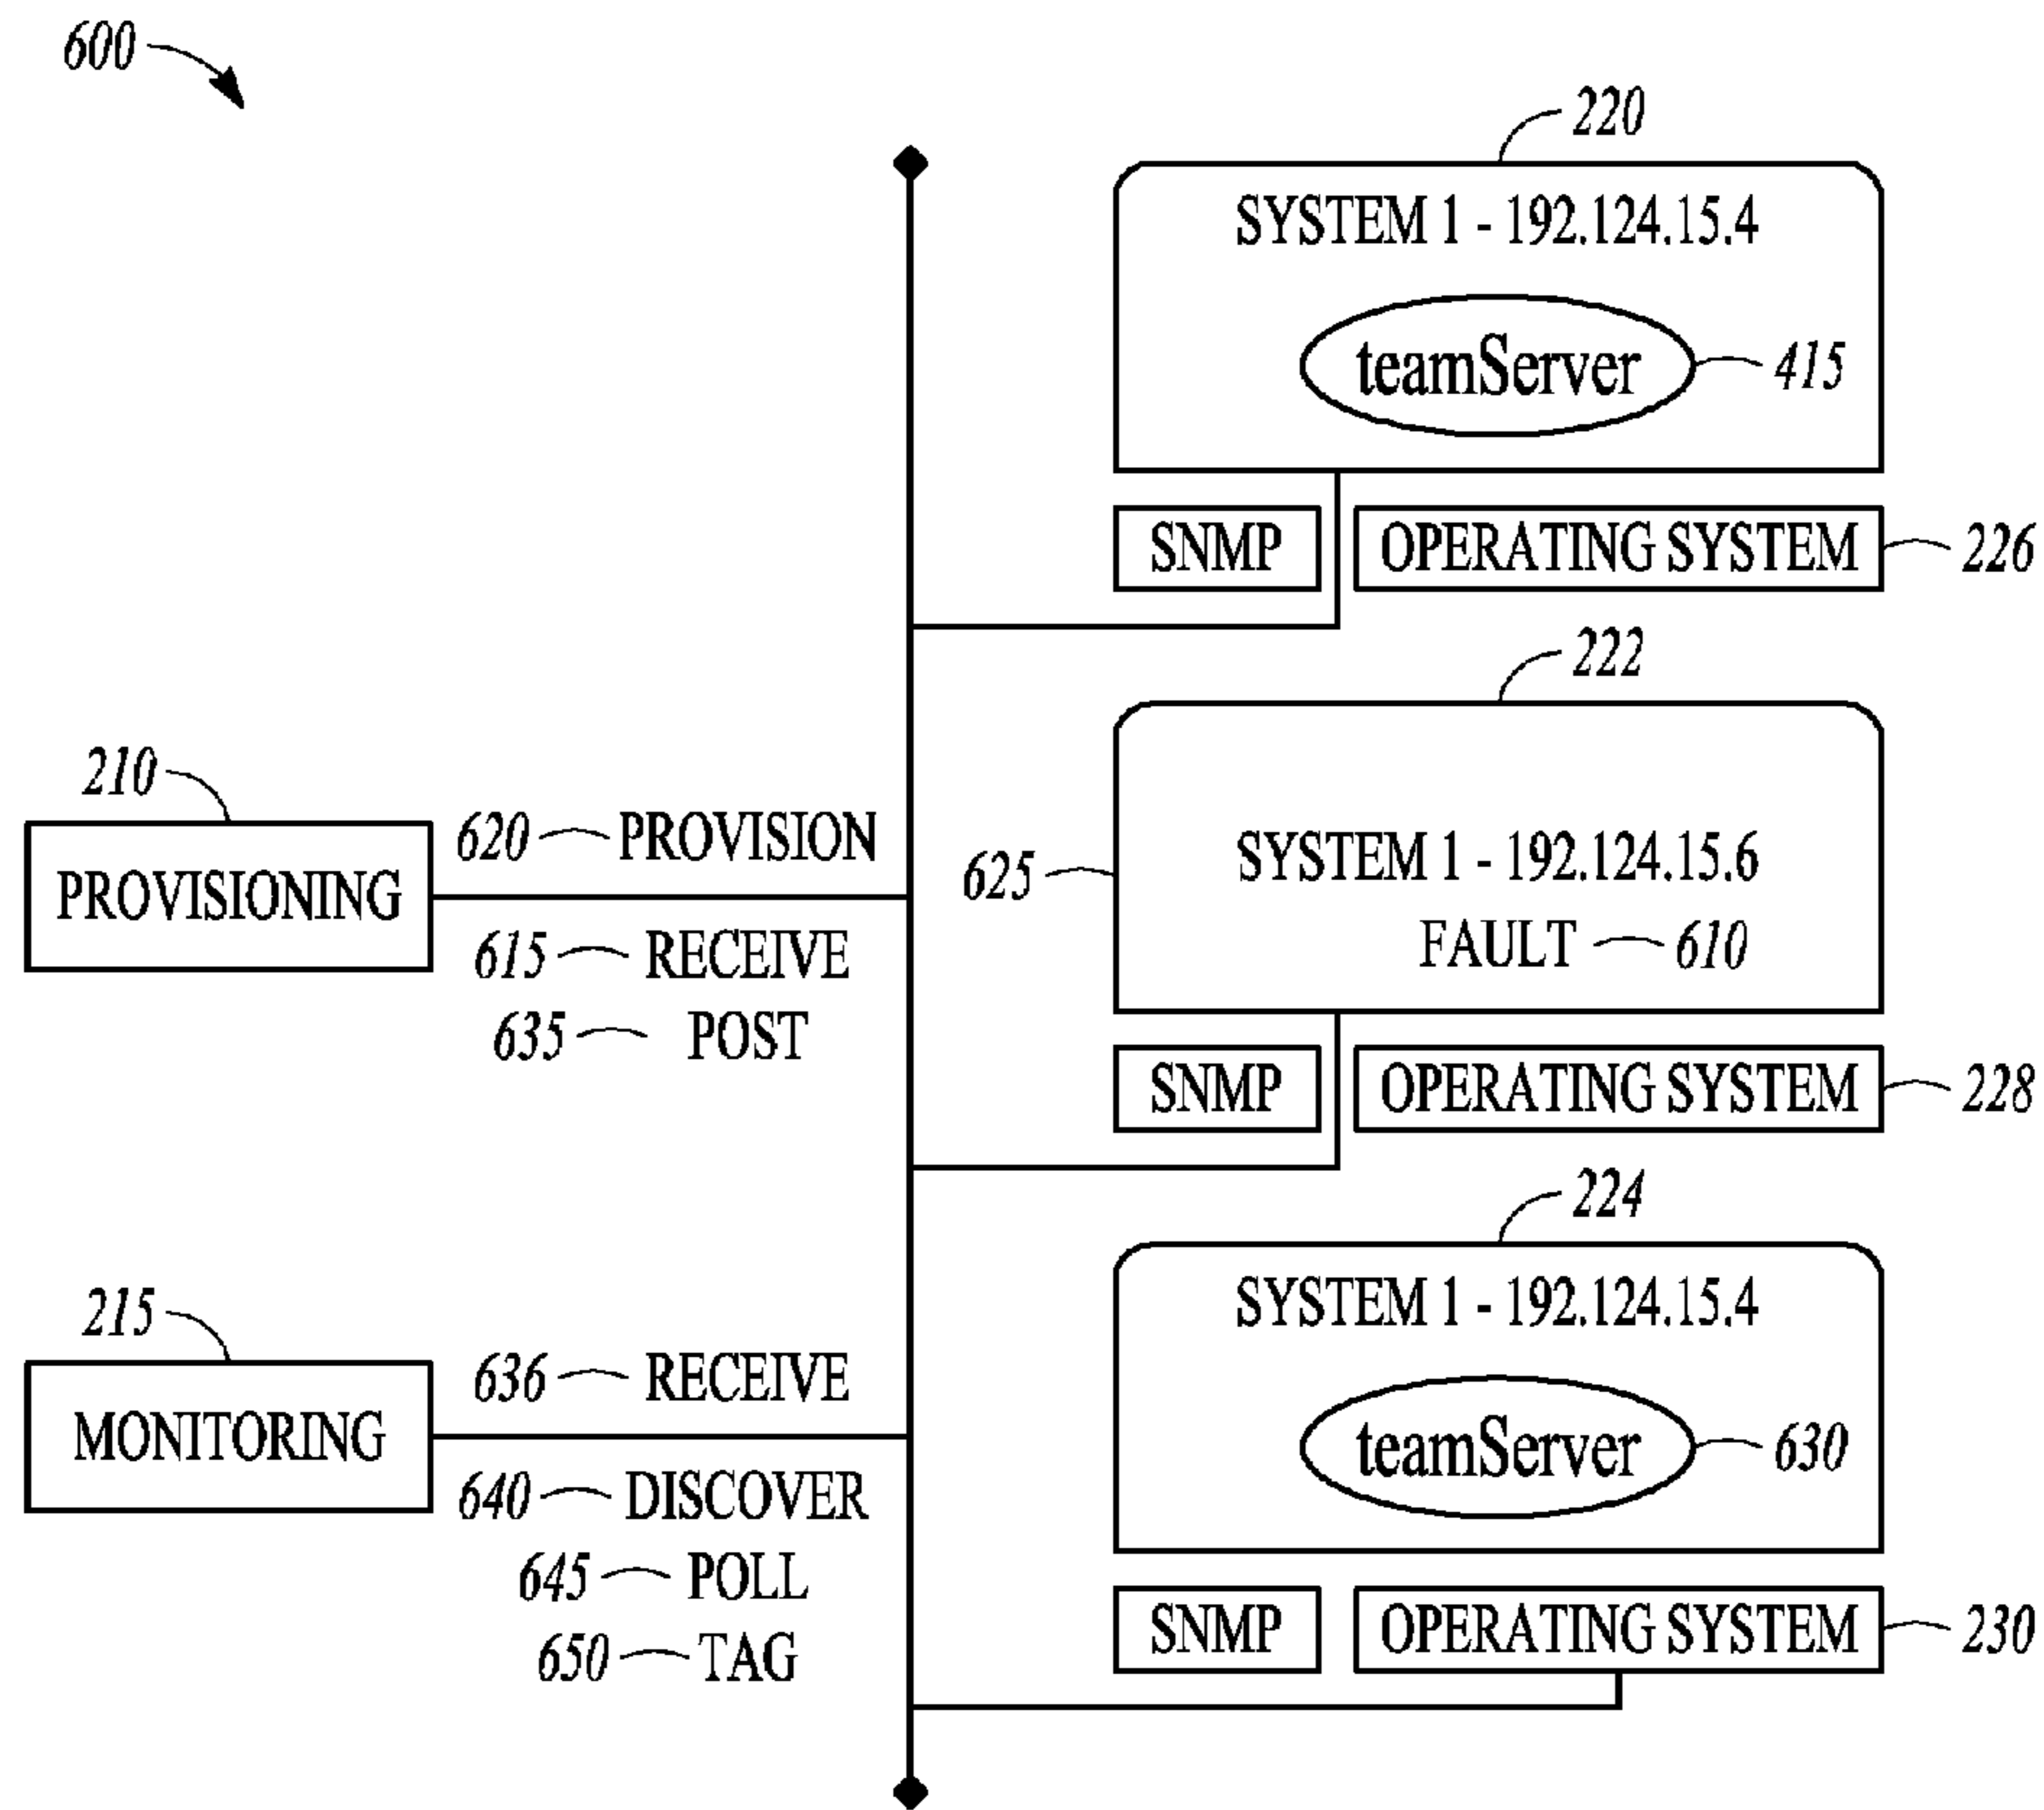 600
220
SYSTEM 1 - 192.124.15.4
teamServer
415
SNMP
OPERATING SYSTEM
226
222
210
PROVISIONING
620
PROVISION
615
RECEIVE
635
POST
625
SYSTEM 1 - 192.124.15.6
FAULT
610
SNMP
OPERATING SYSTEM
228
224
215
MONITORING
636
RECEIVE
640
DISCOVER
645
POLL
650
TAG
SYSTEM 1 - 192.124.15.4
teamServer
630
SNMP
OPERATING SYSTEM
230